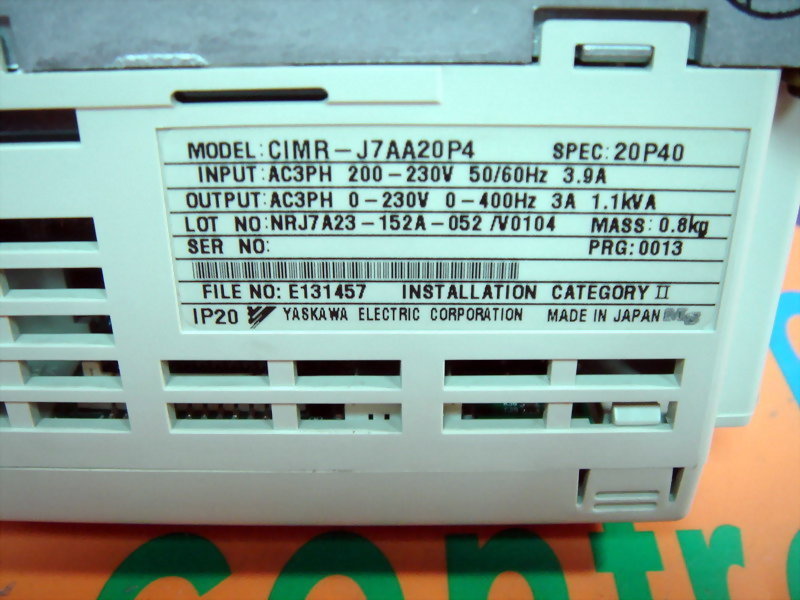 MODEL: CIMR-J7AA20P4 SPEC: 20P40
INPUT: AC3PH 200-230V 50/60Hz 3.9A
OUTPUT: AC3PH 0-230V 0-400Hz 3A 1.1kVA
LOT NO: NRJ7A23-152A-052 /V0104 MASS: 0.8kg
SER NO: PRG: 0013
FILE NO: E131457 INSTALLATION CATEGORY II
IP20 YASKAWA ELECTRIC CORPORATION MADE IN JAPAN